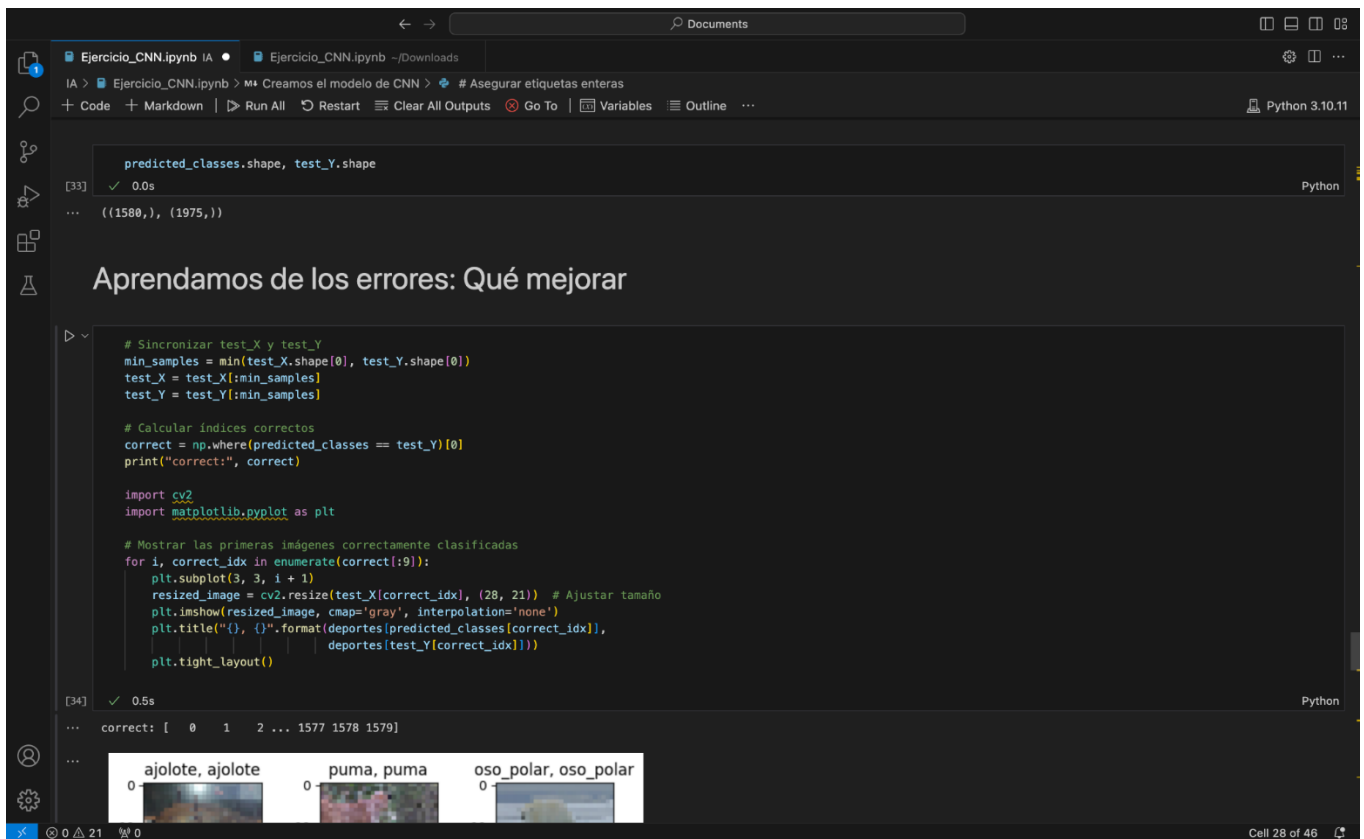 Documents
Ejercicio_CNN.ipynb IA
Ejercicio_CNN.ipynb ~/Downloads
1
IA > Ejercicio_CNN.ipynb > M↓ Creamos el modelo de CNN > # Asegurar etiquetas enteras
+ Code + Markdown | Run All Restart Clear All Outputs Go To | Variables Outline ...
Python 3.10.11
predicted_classes.shape, test_Y.shape
[33] ✓ 0.0s Python
... ((1580,), (1975,))
Aprendamos de los errores: Qué mejorar
# Sincronizar test_X y test_Y
min_samples = min(test_X.shape[0], test_Y.shape[0])
test_X = test_X[:min_samples]
test_Y = test_Y[:min_samples]
# Calcular índices correctos
correct = np.where(predicted_classes == test_Y)[0]
print("correct:", correct)
import cv2
import matplotlib.pyplot as plt
# Mostrar las primeras imágenes correctamente clasificadas
for i, correct_idx in enumerate(correct[:9]):
plt.subplot(3, 3, i + 1)
resized_image = cv2.resize(test_X[correct_idx], (28, 21)) # Ajustar tamaño
plt.imshow(resized_image, cmap='gray', interpolation='none')
plt.title("{}, {}".format(deportes[predicted_classes[correct_idx]],
deportes[test_Y[correct_idx]]))
plt.tight_layout()
[34] ✓ 0.5s Python
... correct: [ 0 1 2 ... 1577 1578 1579]
...
ajolote, ajolote puma, puma oso_polar, oso_polar
0 0 0
0 21 0 Cell 28 of 46